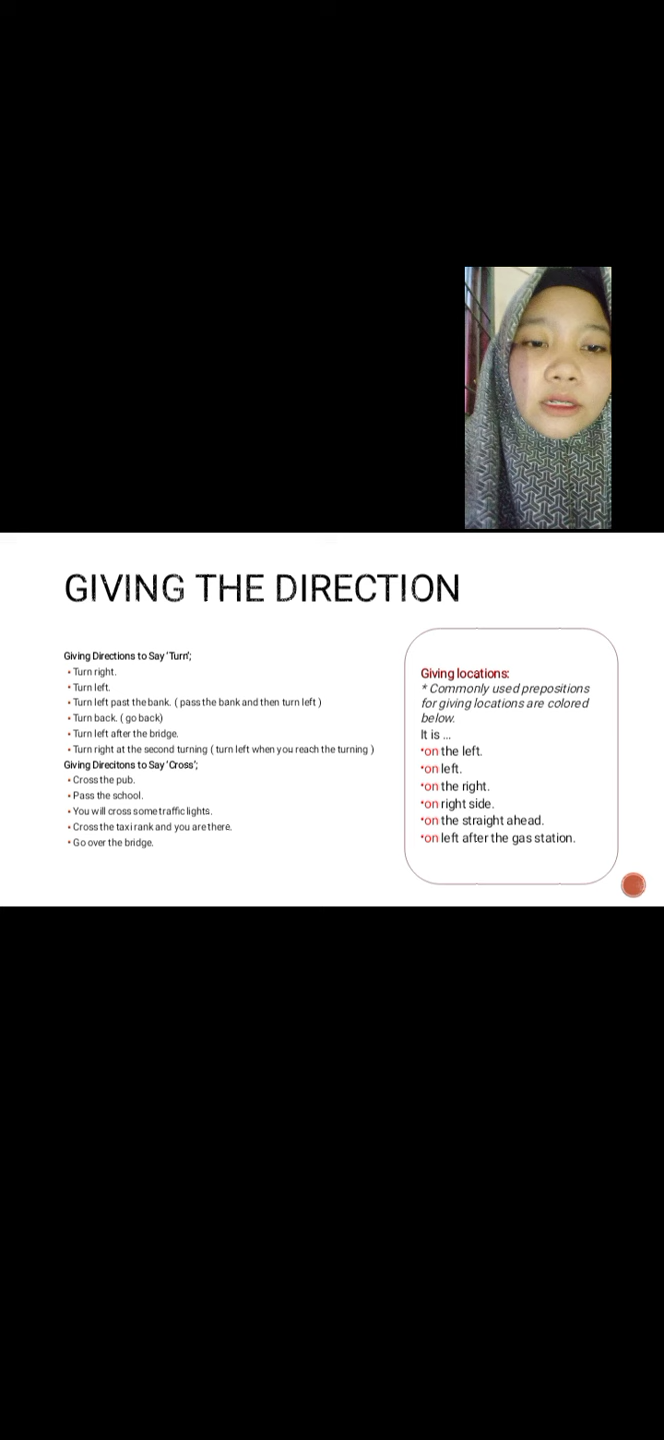 GIVING THE DIRECTION
Giving Directions to Say 'Turn';
• Turn right.
• Turn left.
• Turn left past the bank. ( pass the bank and then turn left )
• Turn back. ( go back)
• Turn left after the bridge.
• Turn right at the second turning ( turn left when you reach the turning )
Giving Direcitons to Say 'Cross';
• Cross the pub.
• Pass the school.
• You will cross some traffic lights.
• Cross the taxi rank and you are there.
• Go over the bridge.
Giving locations:
* Commonly used prepositions
for giving locations are colored
below.
It is ...
•on the left.
•on left.
•on the right.
•on right side.
•on the straight ahead.
•on left after the gas station.